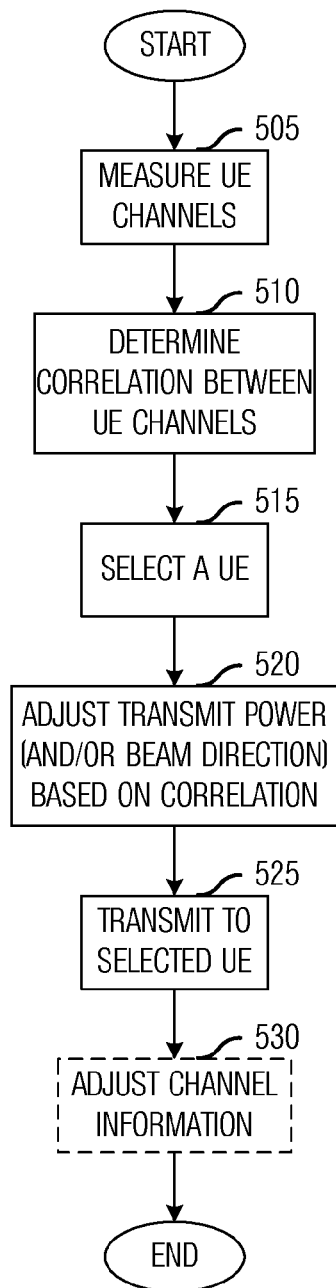 START
505
MEASURE UE
CHANNELS
510
DETERMINE
CORRELATION BETWEEN
UE CHANNELS
515
SELECT A UE
520
ADJUST TRANSMIT POWER
(AND/OR BEAM DIRECTION)
BASED ON CORRELATION
525
TRANSMIT TO
SELECTED UE
530
ADJUST CHANNEL
INFORMATION
END